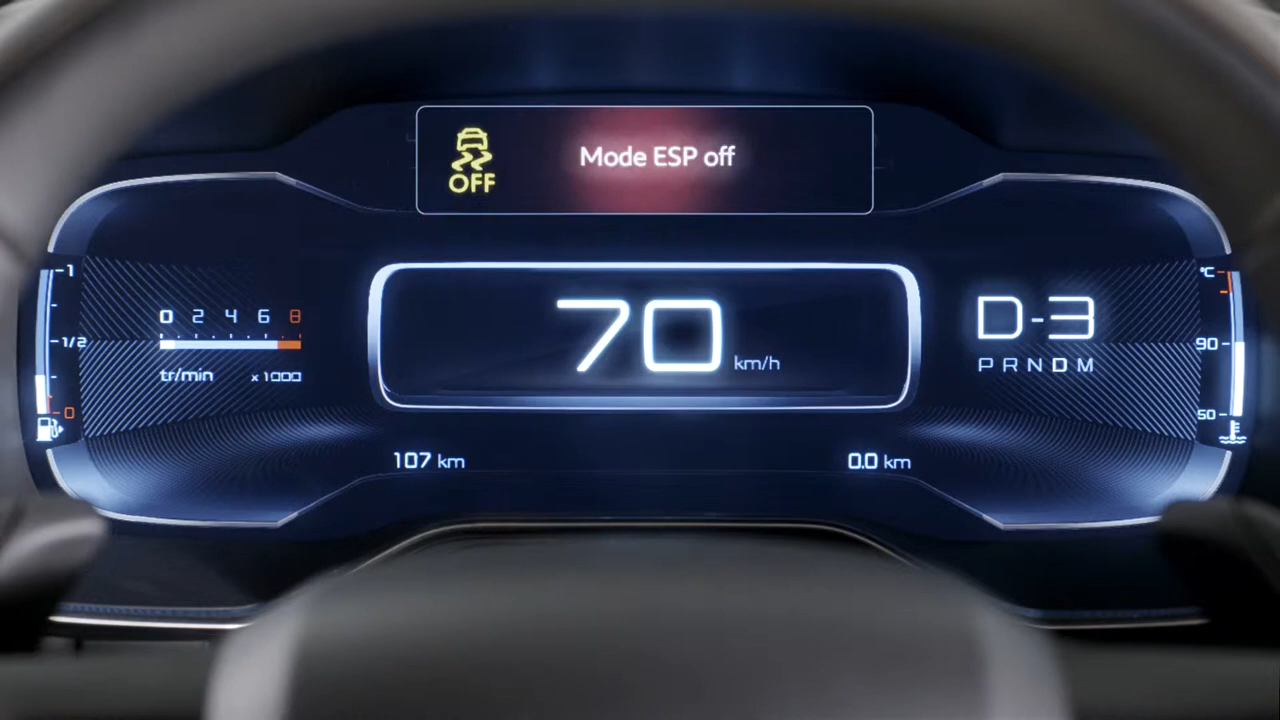 OFF
Mode ESP off
1
1/2
0
0 2 4 6 8
tr/min x 1000
70 km/h
D-3
PRNDM
°C
90
50
107 km
0.0 km